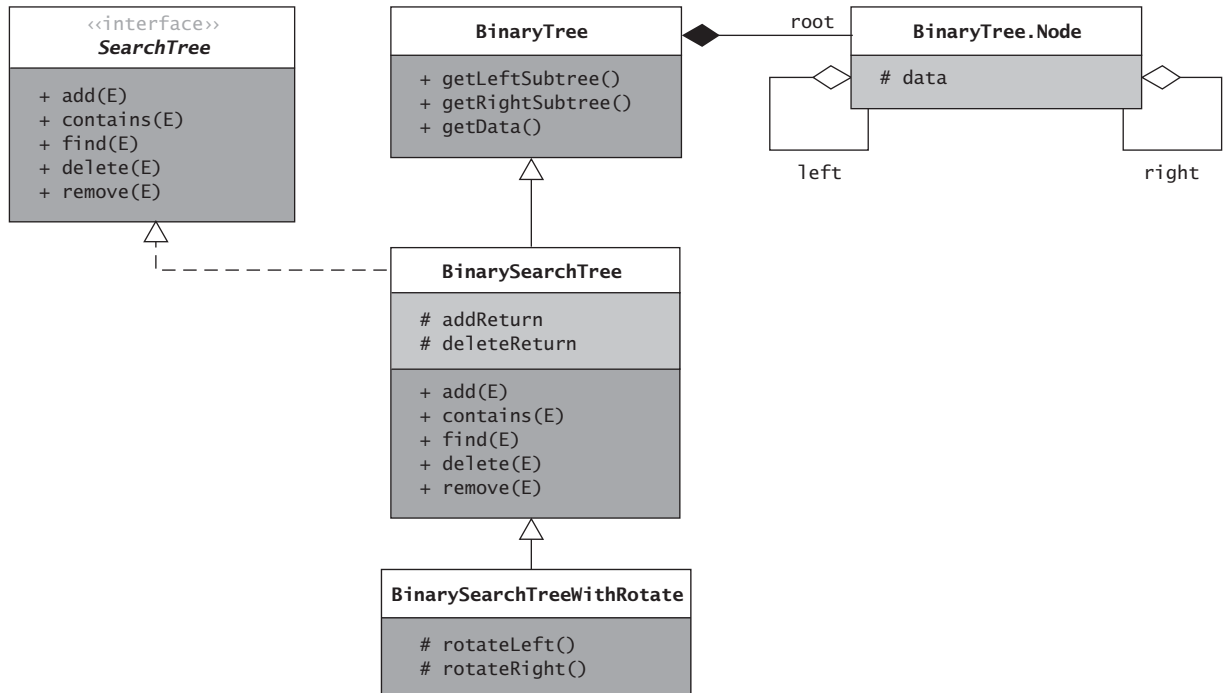 ‹‹interface››
SearchTree
+ add(E)
+ contains(E)
+ find(E)
+ delete(E)
+ remove(E)
BinaryTree
+ getLeftSubtree()
+ getRightSubtree()
+ getData()
root
BinaryTree.Node
# data
left
right
BinarySearchTree
# addReturn
# deleteReturn
+ add(E)
+ contains(E)
+ find(E)
+ delete(E)
+ remove(E)
BinarySearchTreeWithRotate
# rotateLeft()
# rotateRight()